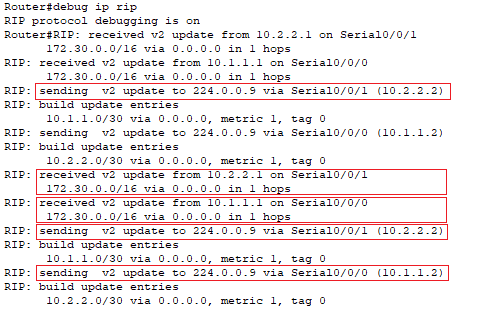 Router#debug ip rip
RIP protocol debugging is on
Router#RIP: received v2 update from 10.2.2.1 on Serial0/0/1
172.30.0.0/16 via 0.0.0.0 in 1 hops
RIP: received v2 update from 10.1.1.1 on Serial0/0/0
172.30.0.0/16 via 0.0.0.0 in 1 hops
RIP: sending  v2 update to 224.0.0.9 via Serial0/0/1 (10.2.2.2)
RIP: build update entries
10.1.1.0/30 via 0.0.0.0, metric 1, tag 0
RIP: sending  v2 update to 224.0.0.9 via Serial0/0/0 (10.1.1.2)
RIP: build update entries
10.2.2.0/30 via 0.0.0.0, metric 1, tag 0
RIP: received v2 update from 10.2.2.1 on Serial0/0/1
172.30.0.0/16 via 0.0.0.0 in 1 hops
RIP: received v2 update from 10.1.1.1 on Serial0/0/0
172.30.0.0/16 via 0.0.0.0 in 1 hops
RIP: sending  v2 update to 224.0.0.9 via Serial0/0/1 (10.2.2.2)
RIP: build update entries
10.1.1.0/30 via 0.0.0.0, metric 1, tag 0
RIP: sending  v2 update to 224.0.0.9 via Serial0/0/0 (10.1.1.2)
RIP: build update entries
10.2.2.0/30 via 0.0.0.0, metric 1, tag 0